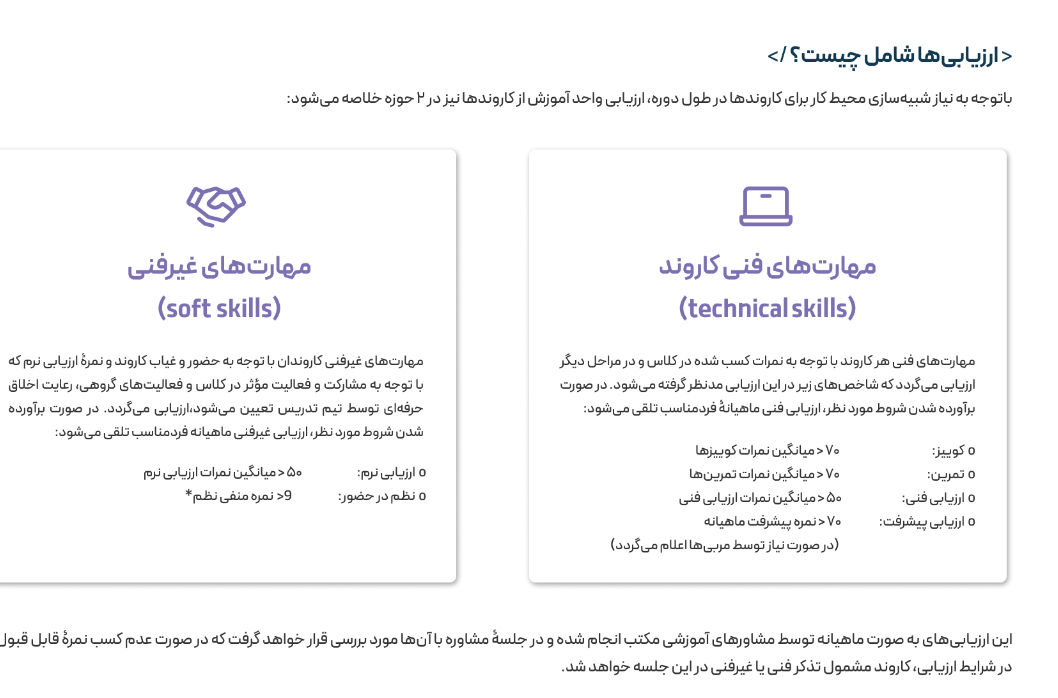 < ارزیابی‌ها شامل چیست؟ />
باتوجه به نیاز شبیه‌سازی محیط کار برای کاروندها در طول دوره، ارزیابی واحد آموزش از کاروندها نیز در ۲ حوزه خلاصه می‌شود:
مهارت‌های فنی کاروند
(technical skills)
مهارت‌های فنی هر کاروند با توجه به نمرات کسب شده در کلاس و در مراحل دیگر
ارزیابی می‌گردد که شاخص‌های زیر در این ارزیابی مدنظر گرفته می‌شود. در صورت
برآورده شدن شروط مورد نظر، ارزیابی فنی ماهیانهٔ فرد‌مناسب تلقی می‌شود:
o کوییز: ۷۰ < میانگین نمرات کوییزها
o تمرین: ۷۰ < میانگین نمرات تمرین‌ها
o ارزیابی فنی: ۵۰ < میانگین نمرات ارزیابی فنی
o ارزیابی پیشرفت: ۷۰ < نمره پیشرفت ماهیانه
(در صورت نیاز توسط مربی‌ها اعلام می‌گردد)
مهارت‌های غیرفنی
(soft skills)
مهارت‌های غیرفنی کاروندان با توجه به حضور و غیاب کاروند و نمرهٔ ارزیابی نرم که
با توجه به مشارکت و فعالیت مؤثر در کلاس و فعالیت‌های گروهی، رعایت اخلاق
حرفه‌ای توسط تیم تدریس تعیین می‌شود،ارزیابی می‌گردد. در صورت برآورده
شدن شروط مورد نظر، ارزیابی غیرفنی ماهیانه فرد‌مناسب تلقی می‌شود:
o ارزیابی نرم: ۵۰ < میانگین نمرات ارزیابی نرم
o نظم در حضور: 9> نمره منفی نظم*
این ارزیابی‌های به صورت ماهیانه توسط مشاورهای آموزشی مکتب انجام شده و در جلسهٔ مشاوره با آن‌ها مورد بررسی قرار خواهد گرفت که در صورت عدم کسب نمرهٔ قابل قبول
در شرایط ارزیابی، کاروند مشمول تذکر فنی یا غیرفنی در این جلسه خواهد شد.